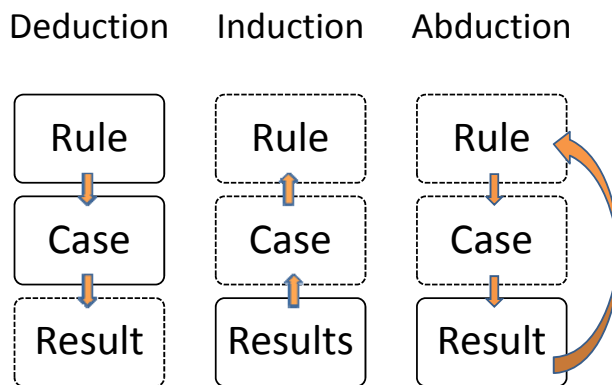 Deduction Induction Abduction
Rule Rule Rule
Case Case Case
Result Results Result